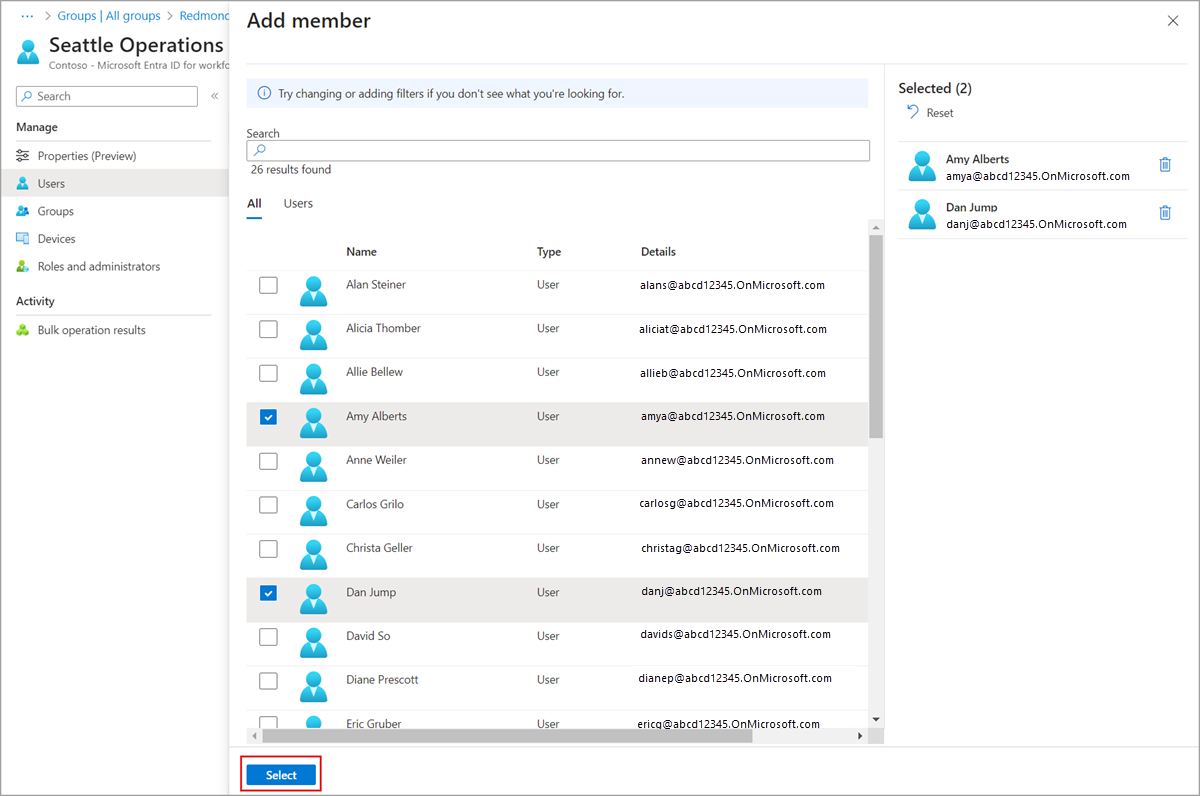 ··· > Groups | All groups > Redmond
Seattle Operations
Contoso - Microsoft Entra ID for workfo
Search «
Manage
Properties (Preview)
Users
Groups
Devices
Roles and administrators
Activity
Bulk operation results
Add member
Try changing or adding filters if you don't see what you're looking for.
Search
26 results found
All Users
Name Type Details
Alan Steiner User alans@abcd12345.OnMicrosoft.com
Alicia Thomber User aliciat@abcd12345.OnMicrosoft.com
Allie Bellew User allieb@abcd12345.OnMicrosoft.com
Amy Alberts User amya@abcd12345.OnMicrosoft.com
Anne Weiler User annew@abcd12345.OnMicrosoft.com
Carlos Grilo User carlosg@abcd12345.OnMicrosoft.com
Christa Geller User christag@abcd12345.OnMicrosoft.com
Dan Jump User danj@abcd12345.OnMicrosoft.com
David So User davids@abcd12345.OnMicrosoft.com
Diane Prescott User dianep@abcd12345.OnMicrosoft.com
Eric Gruber User ericg@abcd12345.OnMicrosoft.com
Select
Selected (2)
Reset
Amy Alberts
amya@abcd12345.OnMicrosoft.com
Dan Jump
danj@abcd12345.OnMicrosoft.com